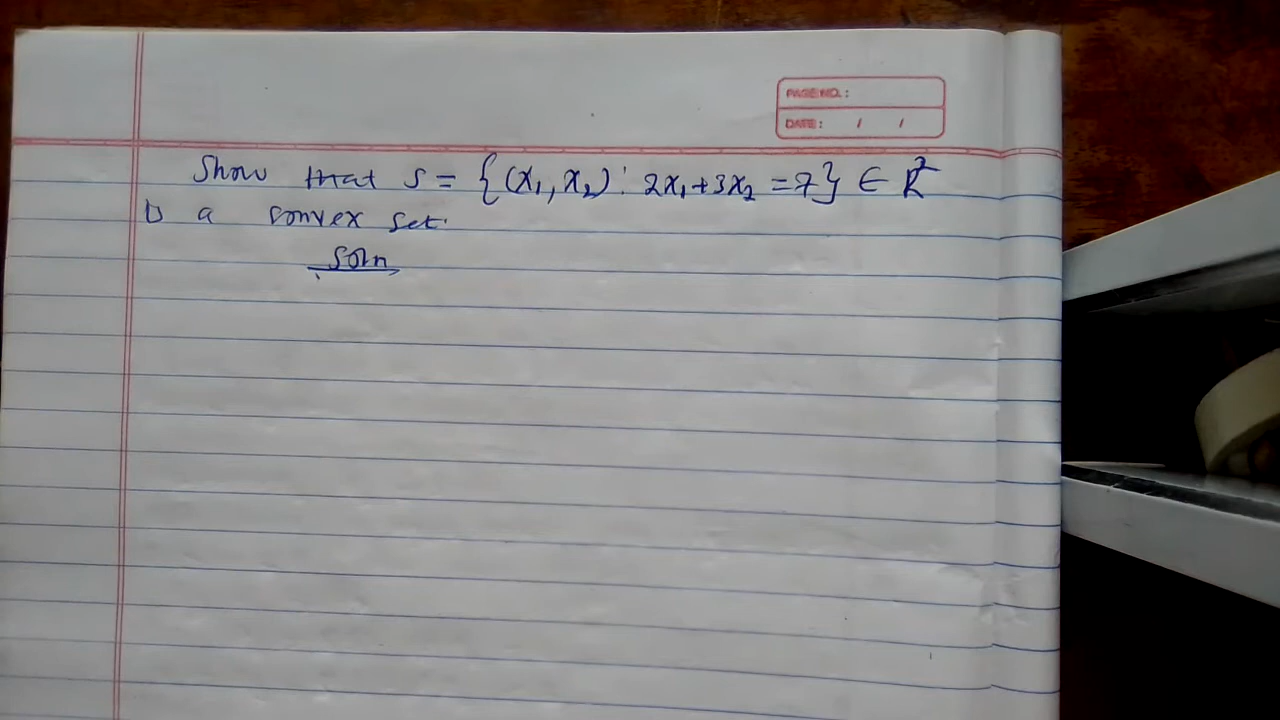 PAGE NO. :
DATE : / /
Show that S = {(x₁, x₂) : 2x₁ + 3x₂ = 7} ∈ R²
is a convex set.
Soln